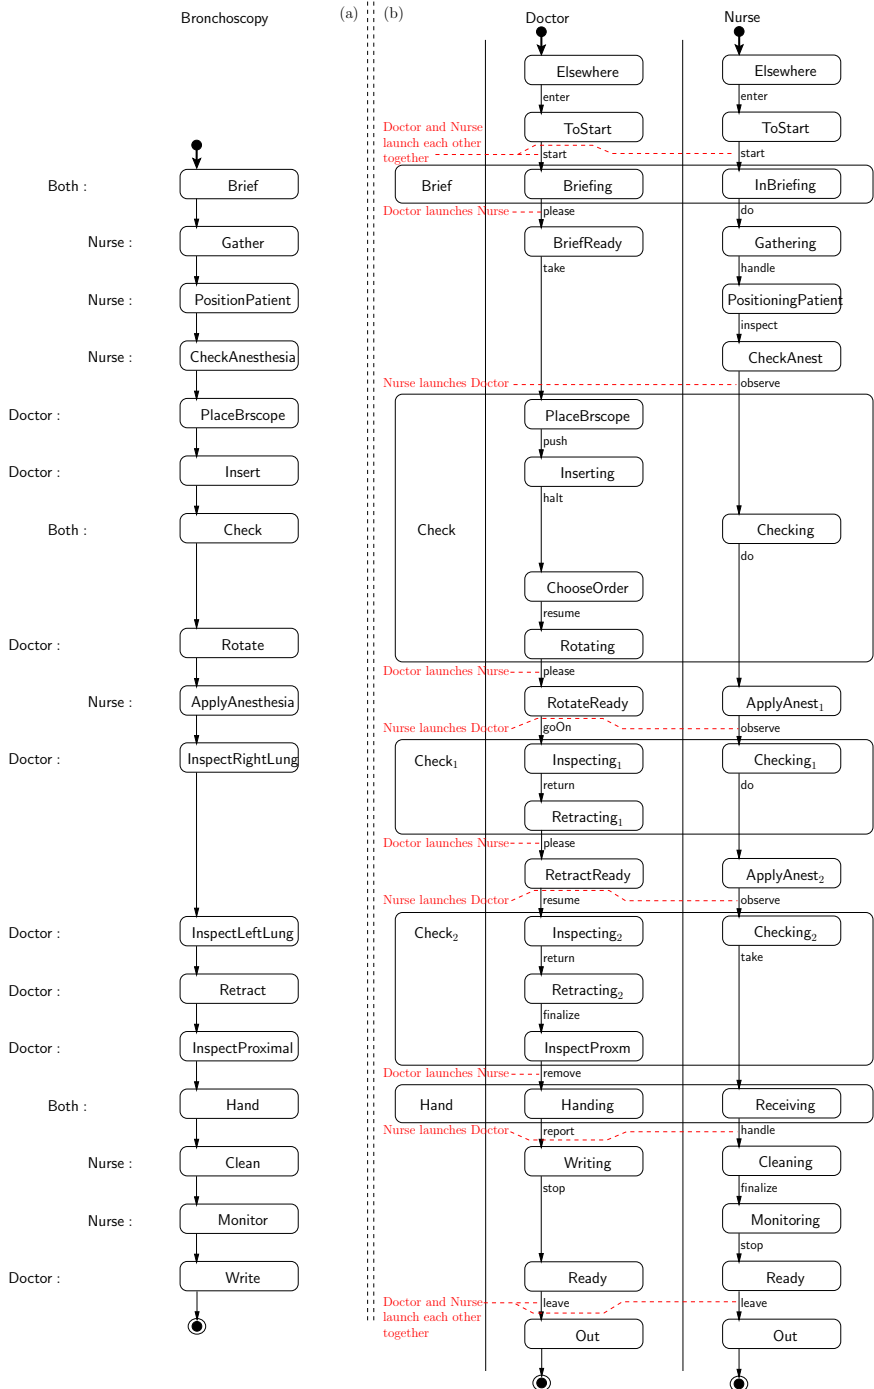 Bronchoscopy
(a)
Both :
Brief
Nurse :
Gather
Nurse :
PositionPatient
Nurse :
CheckAnesthesia
Doctor :
PlaceBrscope
Doctor :
Insert
Both :
Check
Doctor :
Rotate
Nurse :
ApplyAnesthesia
Doctor :
InspectRightLung
Doctor :
InspectLeftLung
Doctor :
Retract
Doctor :
InspectProximal
Both :
Hand
Nurse :
Clean
Nurse :
Monitor
Doctor :
Write
(b)
Doctor
Nurse
Elsewhere
Elsewhere
enter
enter
ToStart
ToStart
Doctor and Nurse
launch each other
together
start
start
Brief
Briefing
InBriefing
Doctor launches Nurse
please
do
BriefReady
Gathering
take
handle
PositioningPatient
inspect
CheckAnest
Nurse launches Doctor
observe
PlaceBrscope
push
Inserting
halt
Check
Checking
do
ChooseOrder
resume
Rotating
Doctor launches Nurse
please
RotateReady
ApplyAnest1
Nurse launches Doctor
goOn
observe
Check1
Inspecting1
Checking1
return
do
Retracting1
Doctor launches Nurse
please
RetractReady
ApplyAnest2
Nurse launches Doctor
resume
observe
Check2
Inspecting2
Checking2
return
take
Retracting2
finalize
InspectProxm
Doctor launches Nurse
remove
Hand
Handing
Receiving
Nurse launches Doctor
report
handle
Writing
Cleaning
stop
finalize
Monitoring
stop
Ready
Ready
Doctor and Nurse
launch each other
together
leave
leave
Out
Out